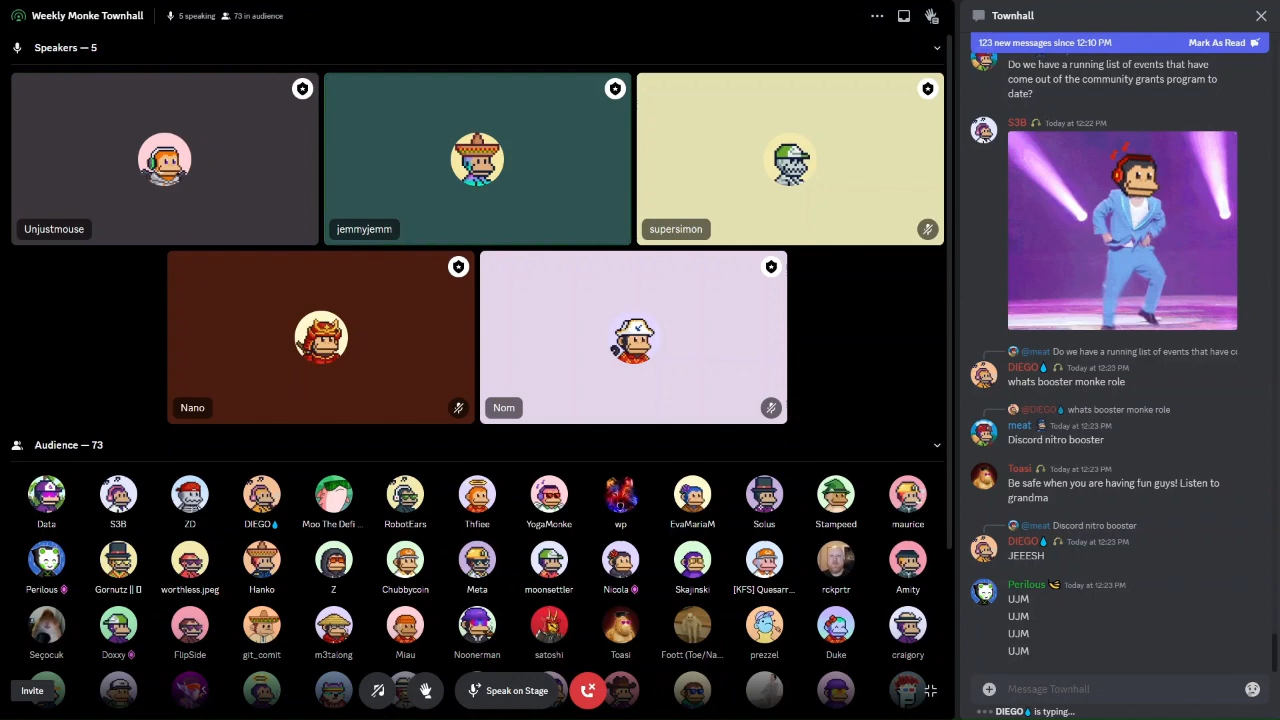 Weekly Monke Townhall
5 speaking
73 in audience
Speakers — 5
Unjustmouse
jemmyjemm
supersimon
Nano
Nom
Audience — 73
Data
S3B
ZD
DIEGO
Moo The Defi ...
RobotEars
Thfiee
YogaMonke
wp
EvaMariaM
Solus
Stampeed
maurice
Perilous
Gornutz ||
worthless.jpeg
Hanko
Z
Chubbycoin
Meta
moonsettler
Nicola
Skajinski
[KFS] Quesarr...
rckprtr
Amity
Seçocuk
Doxxy
FlipSide
git_comit
m3talong
Miau
Noonerman
satoshi
Toasi
Foott (Toe/Na...
prezzel
Duke
craigory
Invite
Speak on Stage
Townhall
123 new messages since 12:10 PM
Mark As Read
Do we have a running list of events that have
come out of the community grants program to
date?
S3B Today at 12:22 PM
@meat Do we have a running list of events that have co
DIEGO Today at 12:23 PM
whats booster monke role
@DIEGO whats booster monke role
meat Today at 12:23 PM
Discord nitro booster
Toasi Today at 12:23 PM
Be safe when you are having fun guys! Listen to
grandma
@meat Discord nitro booster
DIEGO Today at 12:23 PM
JEEESH
Perilous Today at 12:23 PM
UJM
UJM
UJM
UJM
Message Townhall
DIEGO is typing...